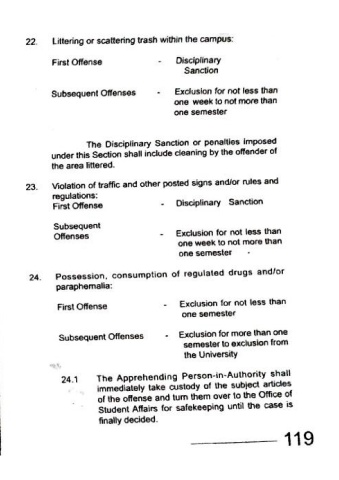 22. Littering or scattering trash within the campus:
First Offense - Disciplinary
Sanction
Subsequent Offenses - Exclusion for not less than
one week to not more than
one semester
The Disciplinary Sanction or penalties imposed
under this Section shall include cleaning by the offender of
the area littered.
23. Violation of traffic and other posted signs and/or rules and
regulations:
First Offense - Disciplinary Sanction
Subsequent
Offenses - Exclusion for not less than
one week to not more than
one semester
24. Possession, consumption of regulated drugs and/or
paraphernalia:
First Offense - Exclusion for not less than
one semester
Subsequent Offenses - Exclusion for more than one
semester to exclusion from
the University
24.1 The Apprehending Person-in-Authority shall
immediately take custody of the subject articles
of the offense and turn them over to the Office of
Student Affairs for safekeeping until the case is
finally decided.
119